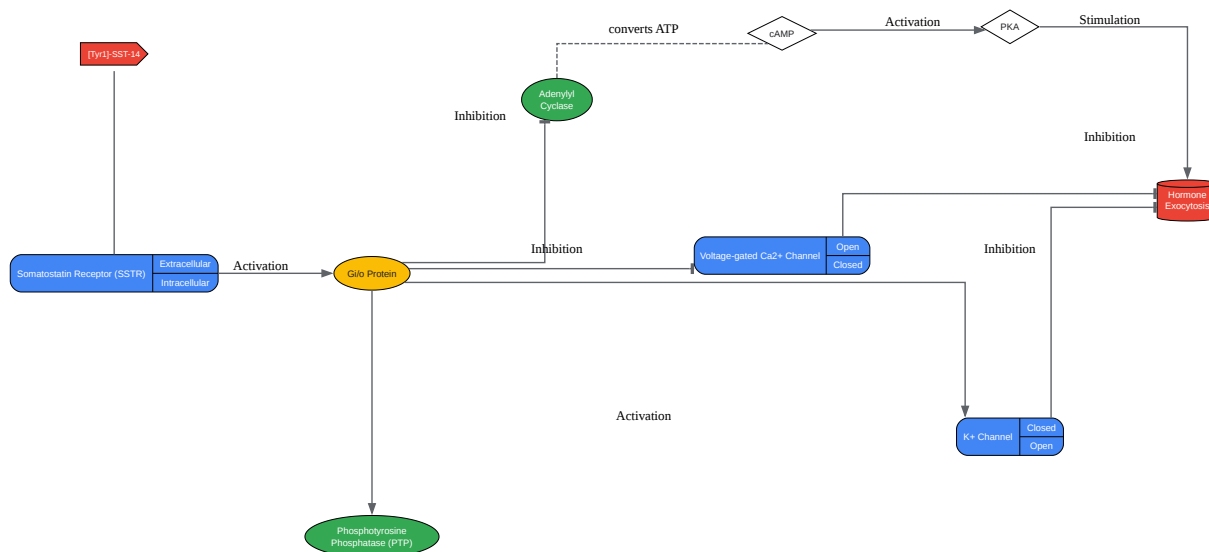 converts ATP
cAMP
Activation
PKA
Stimulation
[Tyr1]-SST-14
Adenylyl
Cyclase
Inhibition
Inhibition
Hormone
Exocytosis
Somatostatin Receptor (SSTR)
Extracellular
Intracellular
Activation
Gi/o Protein
Inhibition
Voltage-gated Ca2+ Channel
Open
Closed
Inhibition
Activation
K+ Channel
Closed
Open
Phosphotyrosine
Phosphatase (PTP)